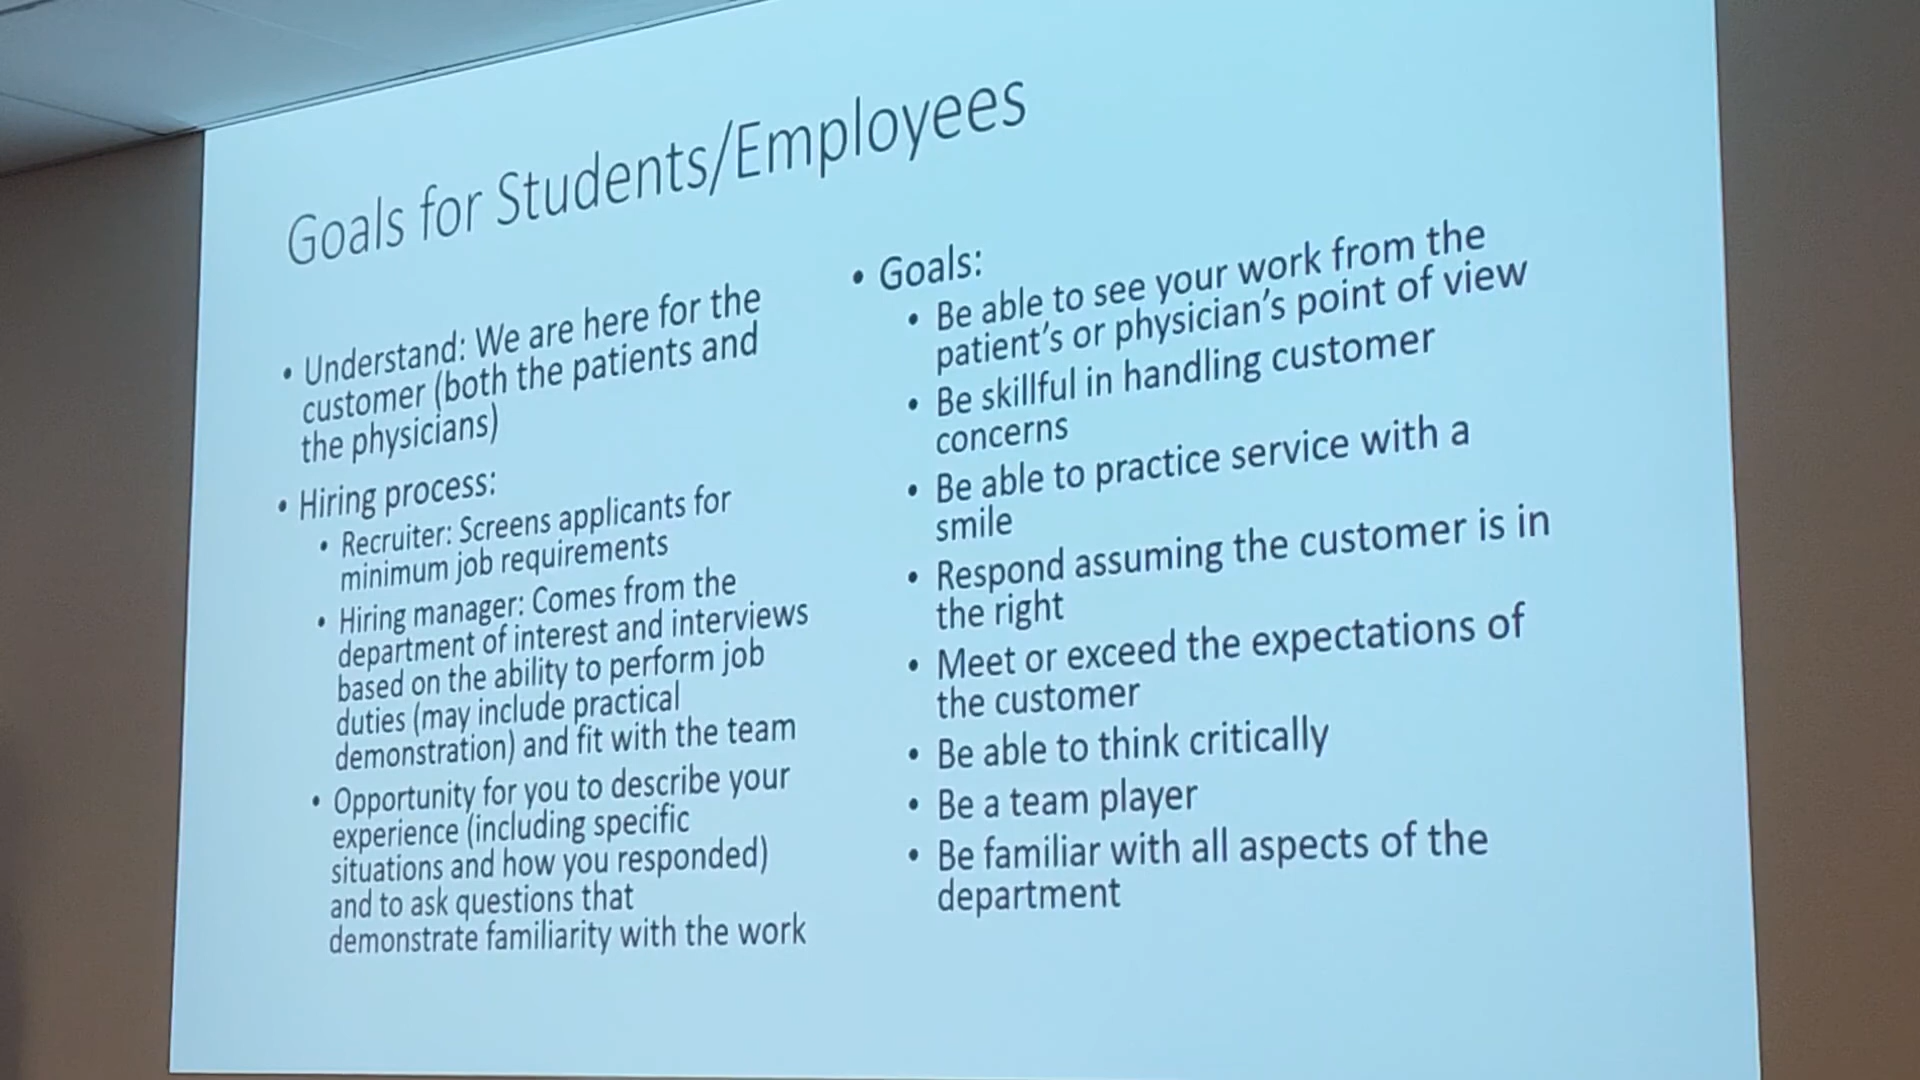 Goals for Students/Employees
• Understand: We are here for the
customer (both the patients and
the physicians)
• Hiring process:
• Recruiter: Screens applicants for
minimum job requirements
• Hiring manager: Comes from the
department of interest and interviews
based on the ability to perform job
duties (may include practical
demonstration) and fit with the team
• Opportunity for you to describe your
experience (including specific
situations and how you responded)
and to ask questions that
demonstrate familiarity with the work
• Goals:
• Be able to see your work from the
patient's or physician's point of view
• Be skillful in handling customer
concerns
• Be able to practice service with a
smile
• Respond assuming the customer is in
the right
• Meet or exceed the expectations of
the customer
• Be able to think critically
• Be a team player
• Be familiar with all aspects of the
department